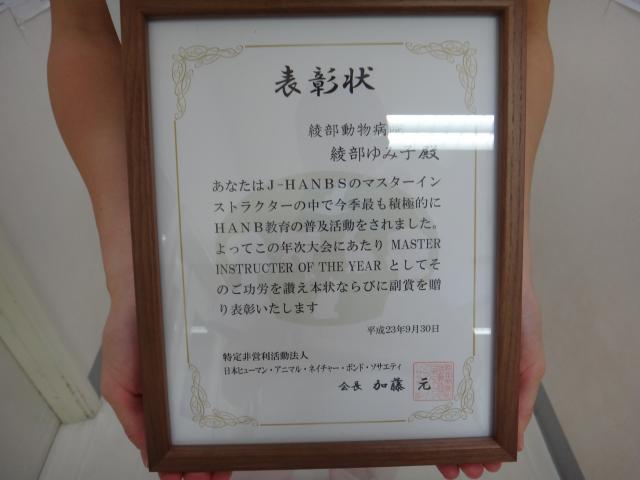 表彰状
綾部動物病
綾部ゆみ子殿
あなたはJ-HANBSのマスターイン
ストラクターの中で今季最も積極的に
HANB教育の普及活動をされました。
よってこの年次大会にあたり MASTER
INSTRUCTER OF THE YEAR としてそ
のご功労を讃え本状ならびに副賞を贈
り表彰いたします
平成23年9月30日
特定非営利活動法人
日本ヒューマン・アニマル・ネイチャー・ボンド・ソサエティ
会長 加藤 元